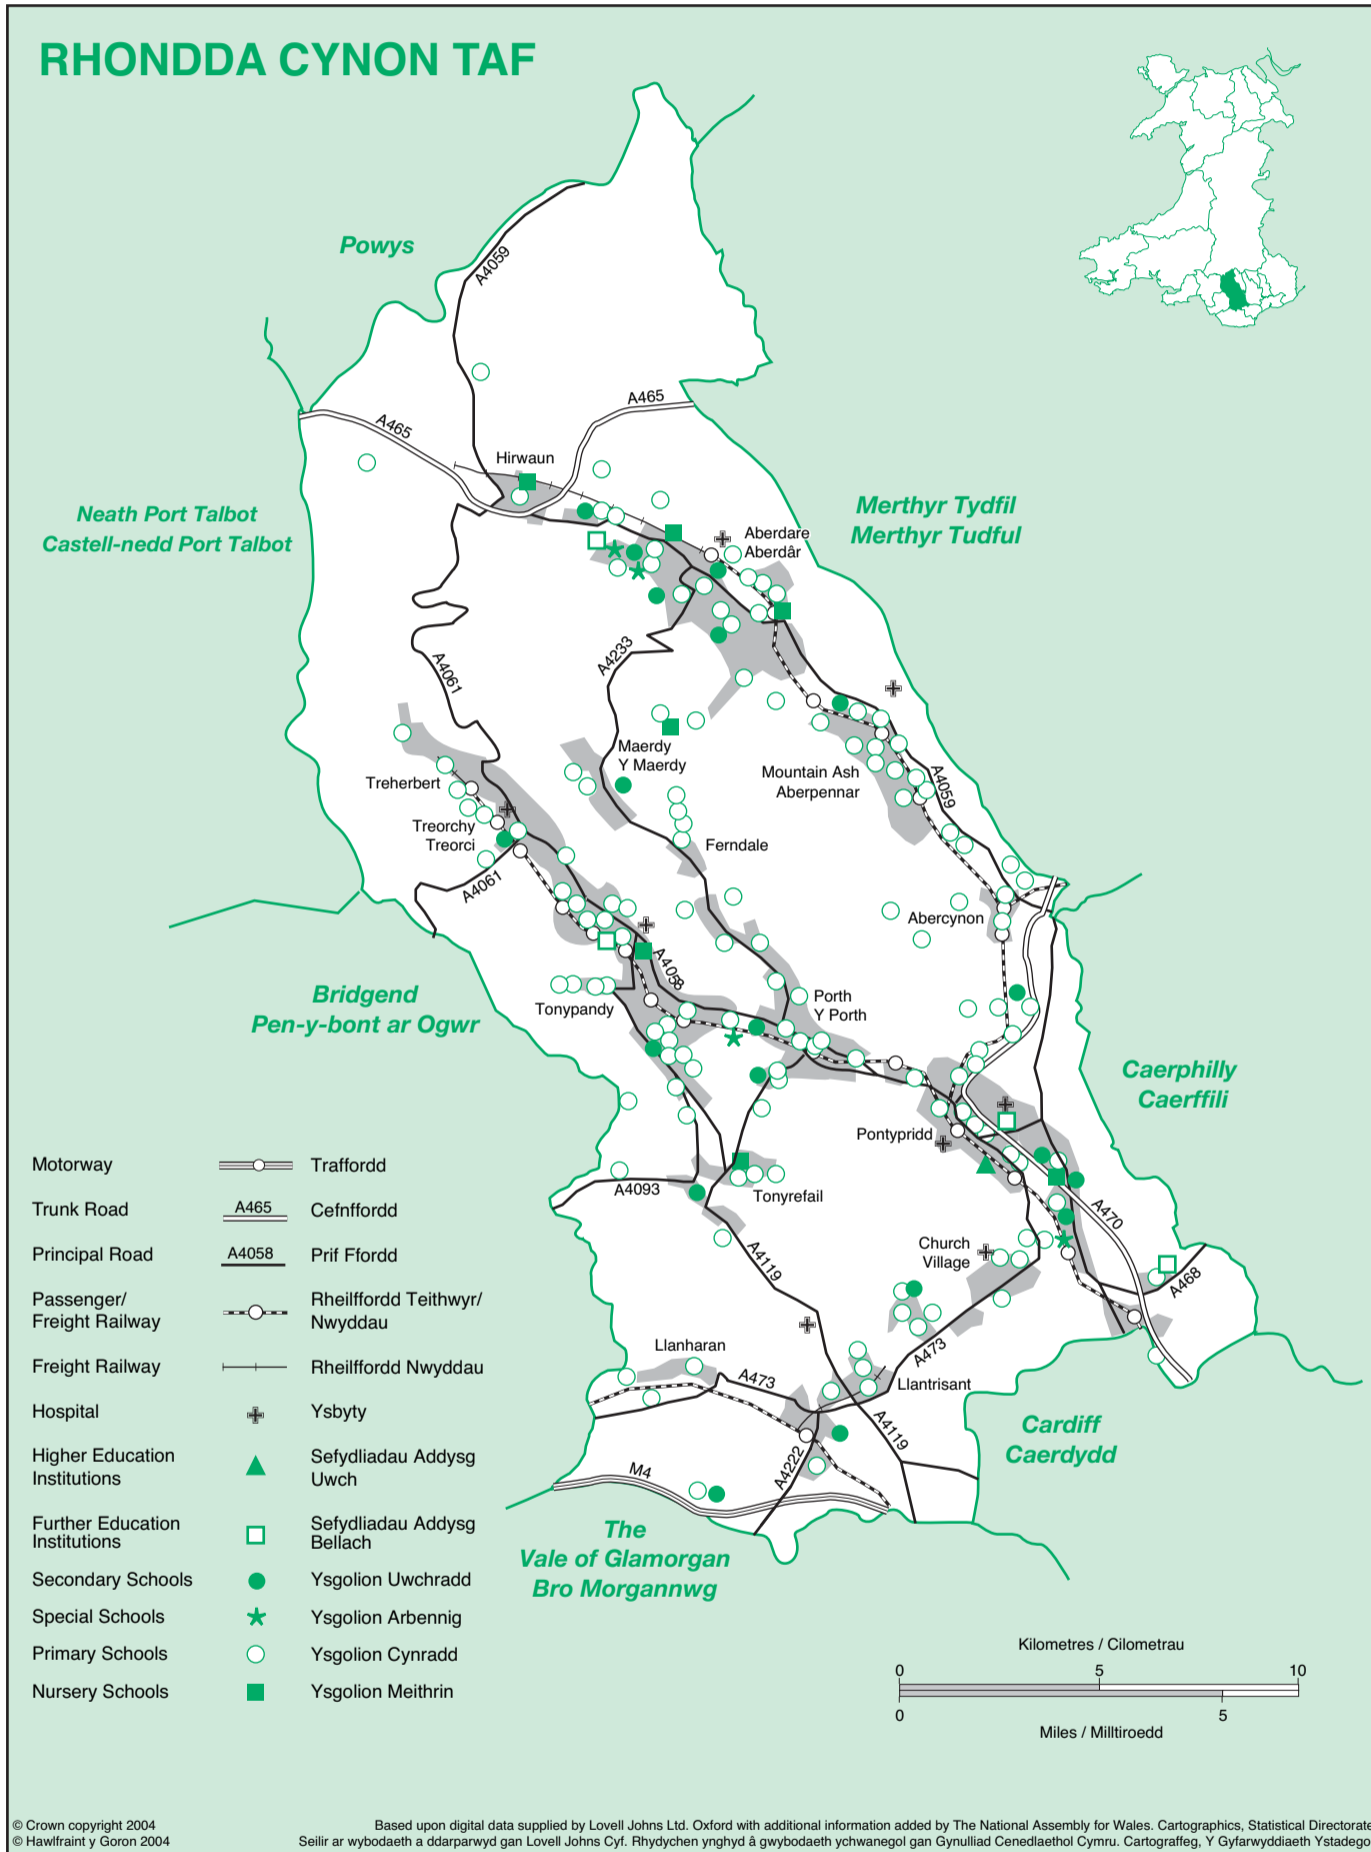 RHONDDA CYNON TAF
Powys
A4059
A465
A465
Hirwaun
Neath Port Talbot
Castell-nedd Port Talbot
Merthyr Tydfil
Merthyr Tudful
Aberdare
Aberdâr
A4233
A4061
Maerdy
Y Maerdy
Mountain Ash
Aberpennar
A4059
Treherbert
Treorchy
Treorci
Ferndale
A4061
Abercynon
A4058
Bridgend
Pen-y-bont ar Ogwr
Tonypandy
Porth
Y Porth
Caerphilly
Caerffili
Pontypridd
A4093
Tonyrefail
A470
Church
Village
A4119
A468
Llanharan
A473
A473
Llantrisant
A4119
A4222
M4
Cardiff
Caerdydd
The
Vale of Glamorgan
Bro Morgannwg
Motorway Traffordd
Trunk Road A465 Cefnffordd
Principal Road A4058 Prif Ffordd
Passenger/ Rheilffordd Teithwyr/
Freight Railway Nwyddau
Freight Railway Rheilffordd Nwyddau
Hospital Ysbyty
Higher Education Sefydliadau Addysg
Institutions Uwch
Further Education Sefydliadau Addysg
Institutions Bellach
Secondary Schools Ysgolion Uwchradd
Special Schools Ysgolion Arbennig
Primary Schools Ysgolion Cynradd
Nursery Schools Ysgolion Meithrin
Kilometres / Cilometrau
0 5 10
0 5
Miles / Milltiroedd
© Crown copyright 2004
© Hawlfraint y Goron 2004
Based upon digital data supplied by Lovell Johns Ltd. Oxford with additional information added by The National Assembly for Wales. Cartographics, Statistical Directorate
Seilir ar wybodaeth a ddarparwyd gan Lovell Johns Cyf. Rhydychen ynghyd â gwybodaeth ychwanegol gan Gynulliad Cenedlaethol Cymru. Cartograffeg, Y Gyfarwyddiaeth Ystadego